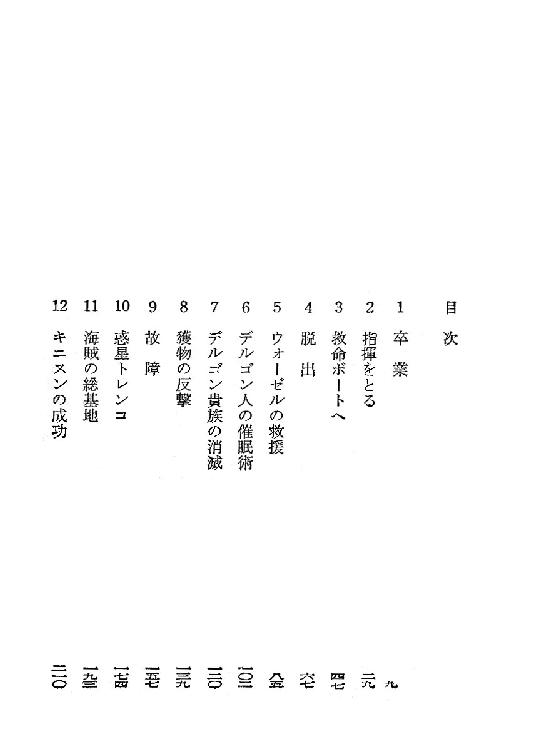 目次
1 卒業 九
2 指揮をとる 二九
3 救命ボートへ 四七
4 脱出 六七
5 ウォーゼルの救援 八五
6 デルゴン人の催眠術 一〇三
7 デルゴン貴族の消滅 一二〇
8 獲物の反撃 一三九
9 故障 一五七
10 惑星トレンコ 一七四
11 海賊の総基地 一九三
12 キニスンの成功 二一〇